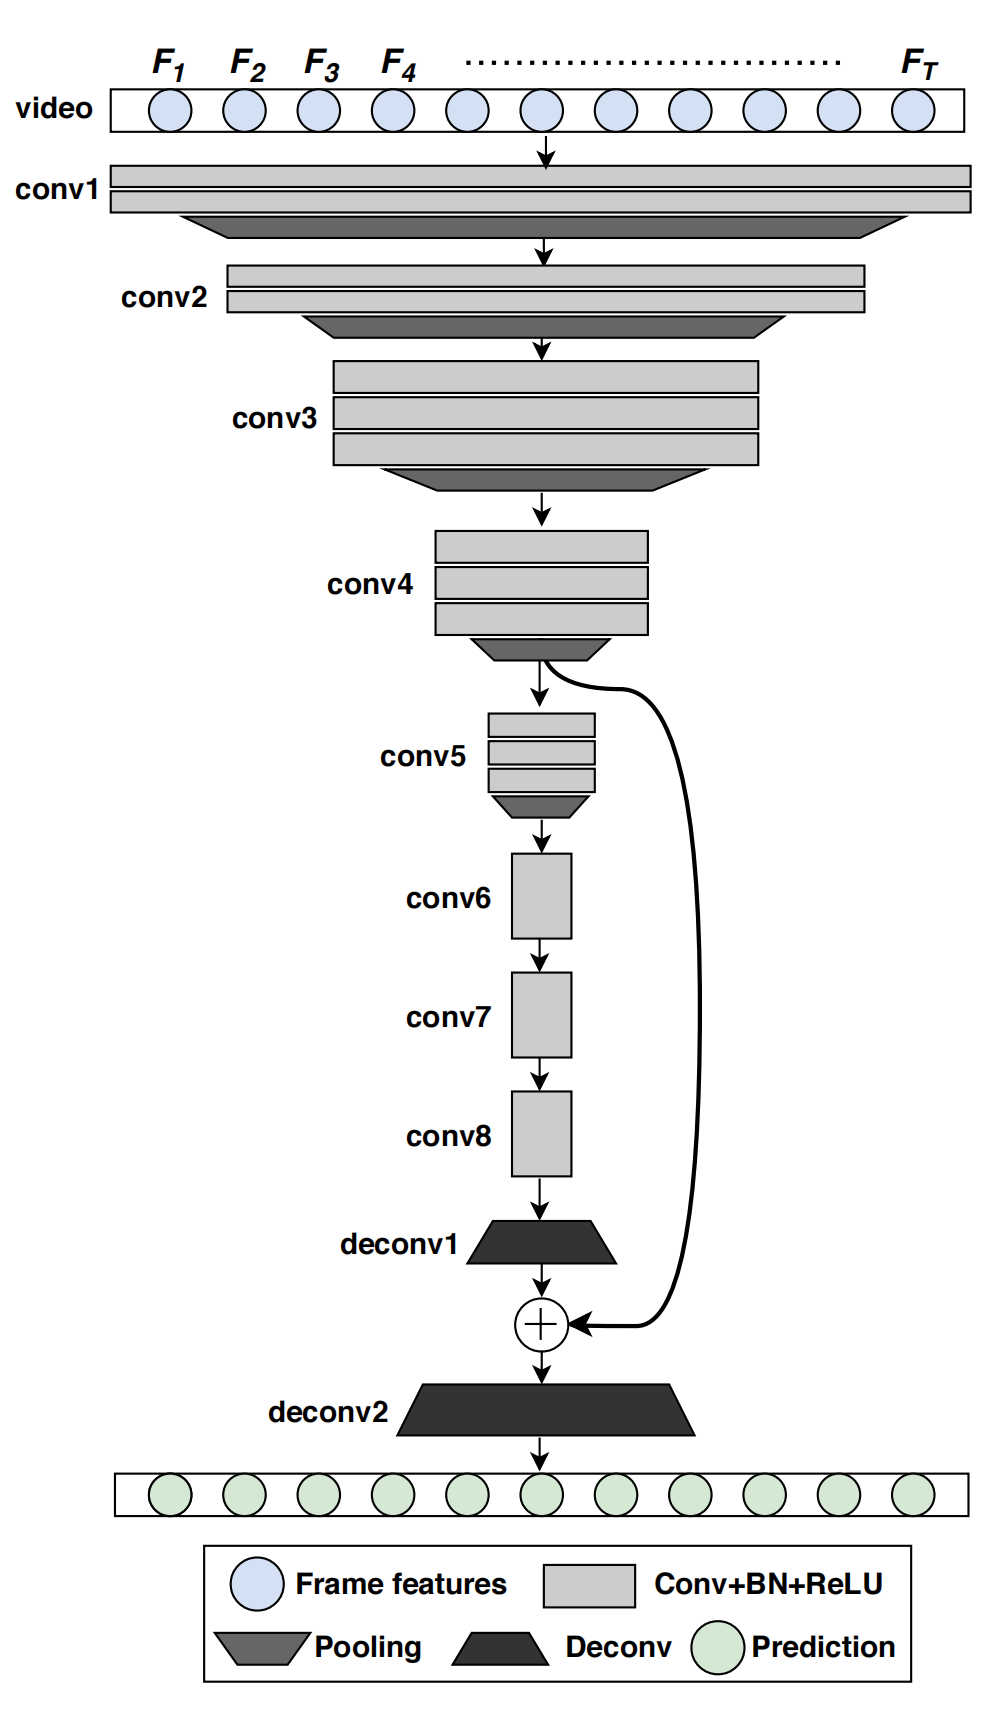 F1 F2 F3 F4 ........................ FT
video
conv1
conv2
conv3
conv4
conv5
conv6
conv7
conv8
deconv1
deconv2
Frame features
Conv+BN+ReLU
Pooling
Deconv
Prediction